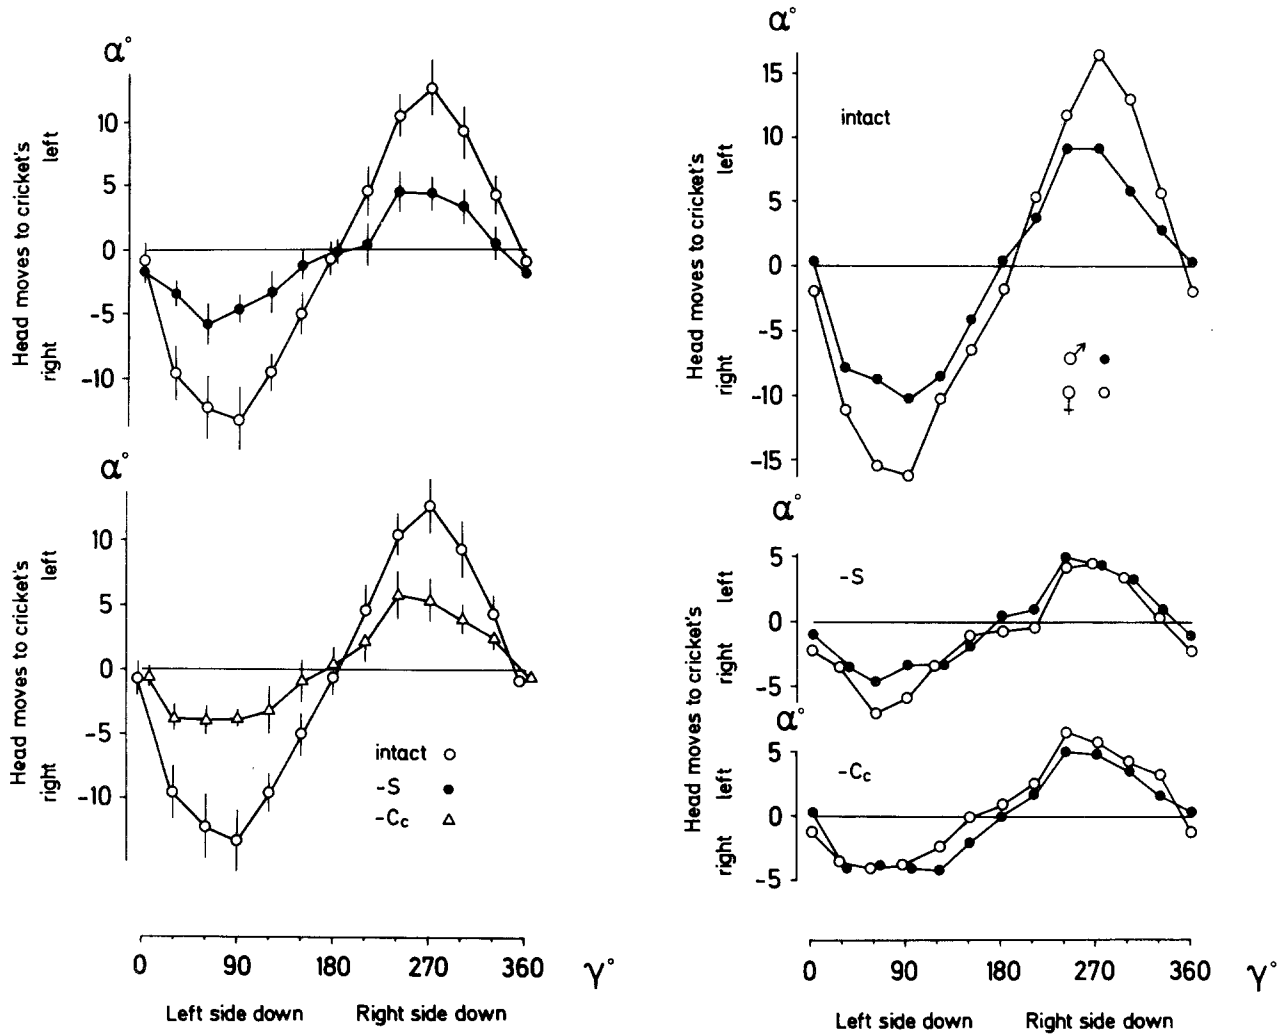 α°
Head moves to cricket's
right left
10
5
0
-5
-10
α°
Head moves to cricket's
right left
10
5
0
-5
-10
intact
-S
-Cc
0 90 180 270 360 γ°
Left side down Right side down
α°
Head moves to cricket's
right left
15
10
5
0
-5
-10
-15
intact
♂
♀
α°
Head moves to cricket's
right left
5
0
-5
-S
α°
right left
5
0
-5
-Cc
0 90 180 270 360 γ°
Left side down Right side down